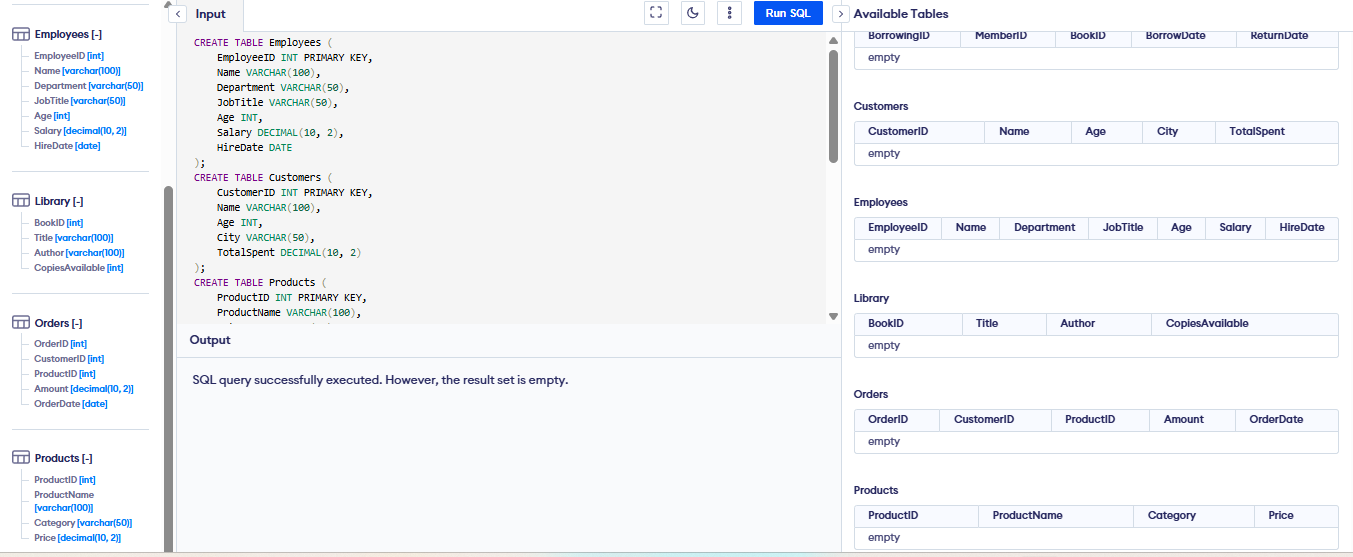 Employees [-]
EmployeeID [int]
Name [varchar(100)]
Department [varchar(50)]
JobTitle [varchar(50)]
Age [int]
Salary [decimal(10, 2)]
HireDate [date]
Library [-]
BookID [int]
Title [varchar(100)]
Author [varchar(100)]
CopiesAvailable [int]
Orders [-]
OrderID [int]
CustomerID [int]
ProductID [int]
Amount [decimal(10, 2)]
OrderDate [date]
Products [-]
ProductID [int]
ProductName
[varchar(100)]
Category [varchar(50)]
Price [decimal(10, 2)]
Input
Run SQL
CREATE TABLE Employees (
EmployeeID INT PRIMARY KEY,
Name VARCHAR(100),
Department VARCHAR(50),
JobTitle VARCHAR(50),
Age INT,
Salary DECIMAL(10, 2),
HireDate DATE
);
CREATE TABLE Customers (
CustomerID INT PRIMARY KEY,
Name VARCHAR(100),
Age INT,
City VARCHAR(50),
TotalSpent DECIMAL(10, 2)
);
CREATE TABLE Products (
ProductID INT PRIMARY KEY,
ProductName VARCHAR(100),
Output
SQL query successfully executed. However, the result set is empty.
Available Tables
BorrowingID MemberID BookID BorrowDate ReturnDate
empty
Customers
CustomerID Name Age City TotalSpent
empty
Employees
EmployeeID Name Department JobTitle Age Salary HireDate
empty
Library
BookID Title Author CopiesAvailable
empty
Orders
OrderID CustomerID ProductID Amount OrderDate
empty
Products
ProductID ProductName Category Price
empty